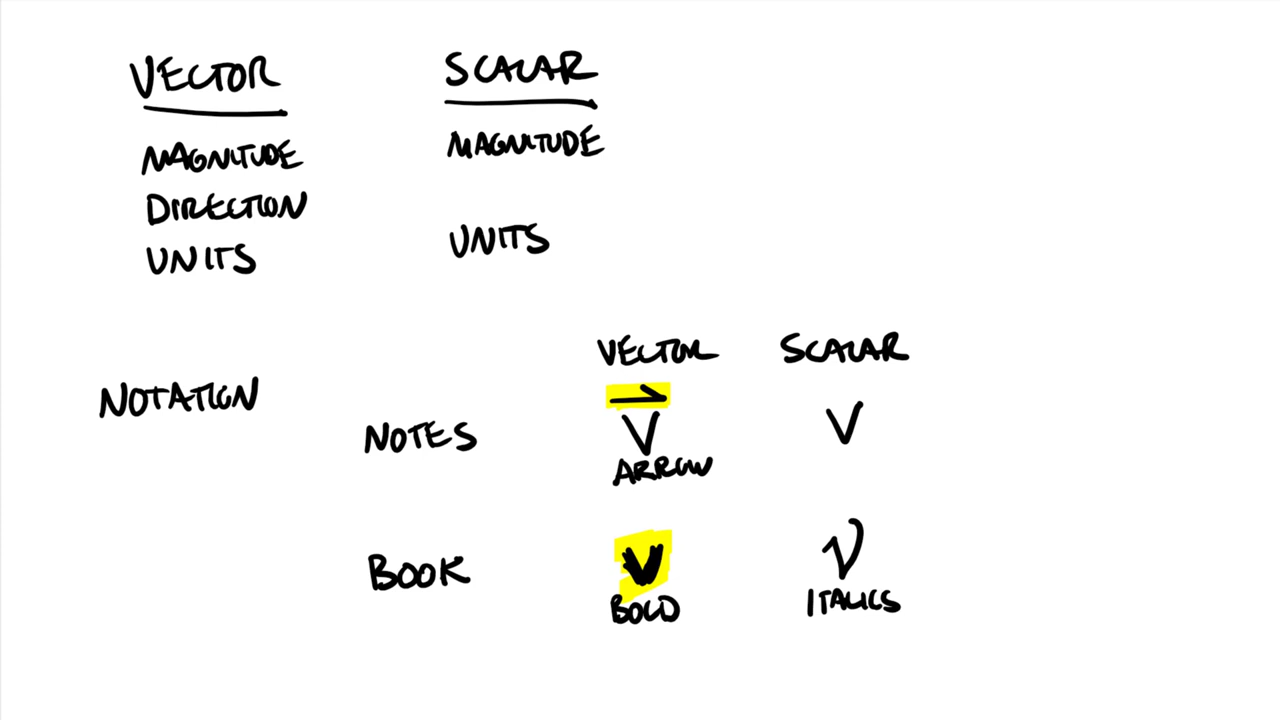 VECTOR SCALAR
MAGNITUDE MAGNITUDE
DIRECTION
UNITS UNITS
VECTOR SCALAR
NOTATION
NOTES V V
ARROW
BOOK V V
BOLD ITALICS